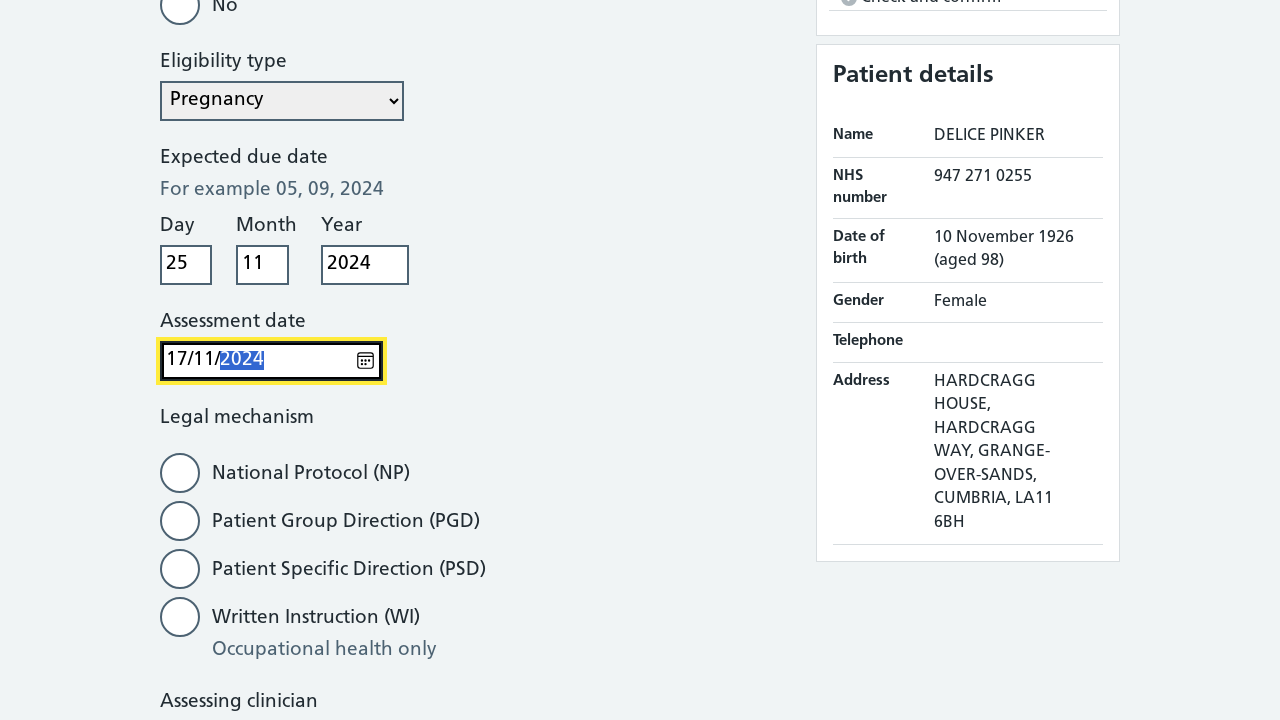 No
Eligibility type
Pregnancy
Expected due date
For example 05, 09, 2024
Day Month Year
25 11 2024
Assessment date
17/11/2024
Legal mechanism
National Protocol (NP)
Patient Group Direction (PGD)
Patient Specific Direction (PSD)
Written Instruction (WI)
Occupational health only
Assessing clinician
Check and confirm
Patient details
Name DELICE PINKER
NHS number 947 271 0255
Date of birth 10 November 1926 (aged 98)
Gender Female
Telephone
Address HARDCRAGG
HOUSE,
HARDCRAGG
WAY, GRANGE-
OVER-SANDS,
CUMBRIA, LA11
6BH